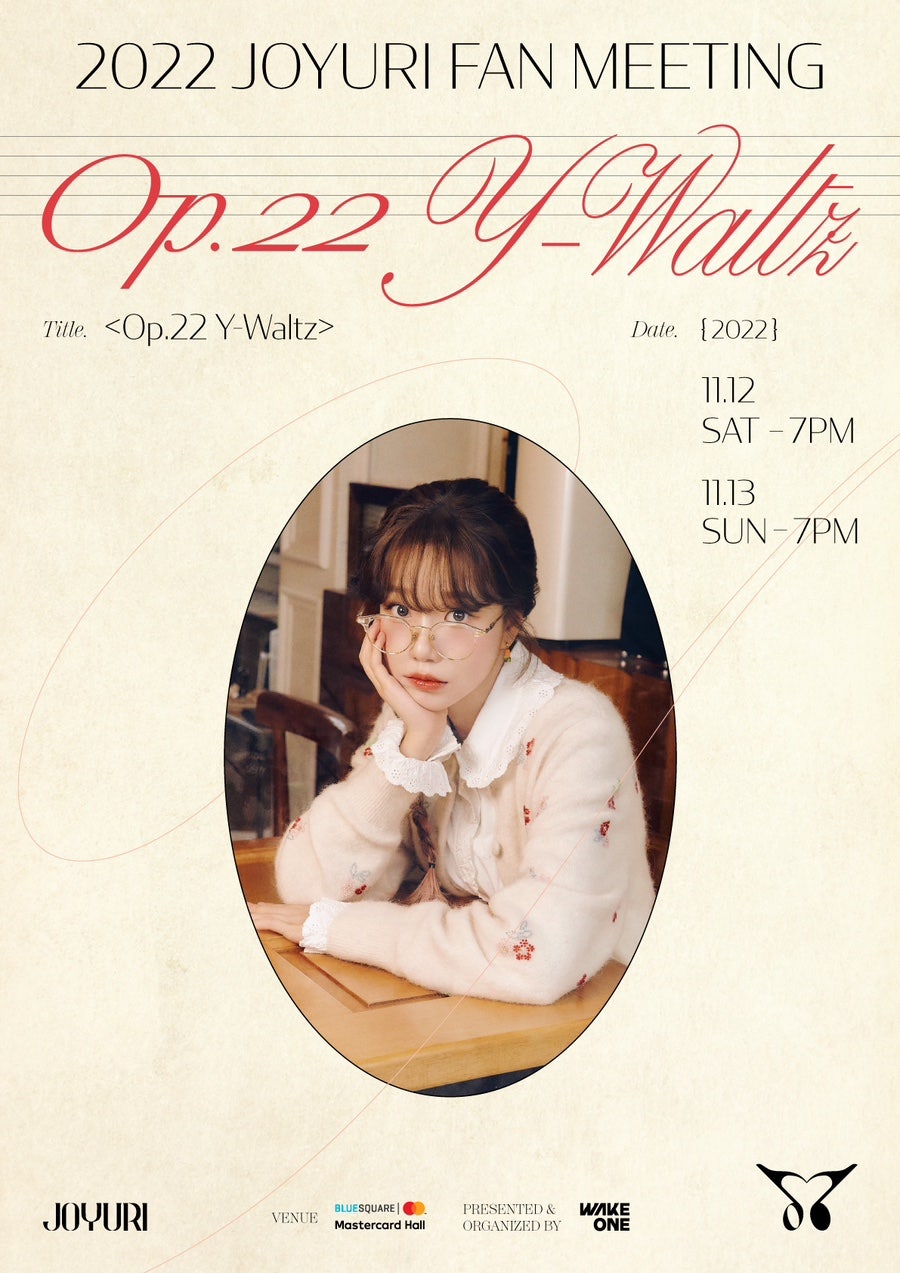 2022 JOYURI FAN MEETING
Op.22 Y-Waltz
Title. <Op.22 Y-Waltz>
Date. {2022}
11.12
SAT - 7PM
11.13
SUN - 7PM
JOYURI
VENUE
BLUESQUARE |
Mastercard Hall
PRESENTED &
ORGANIZED BY
WAKE
ONE